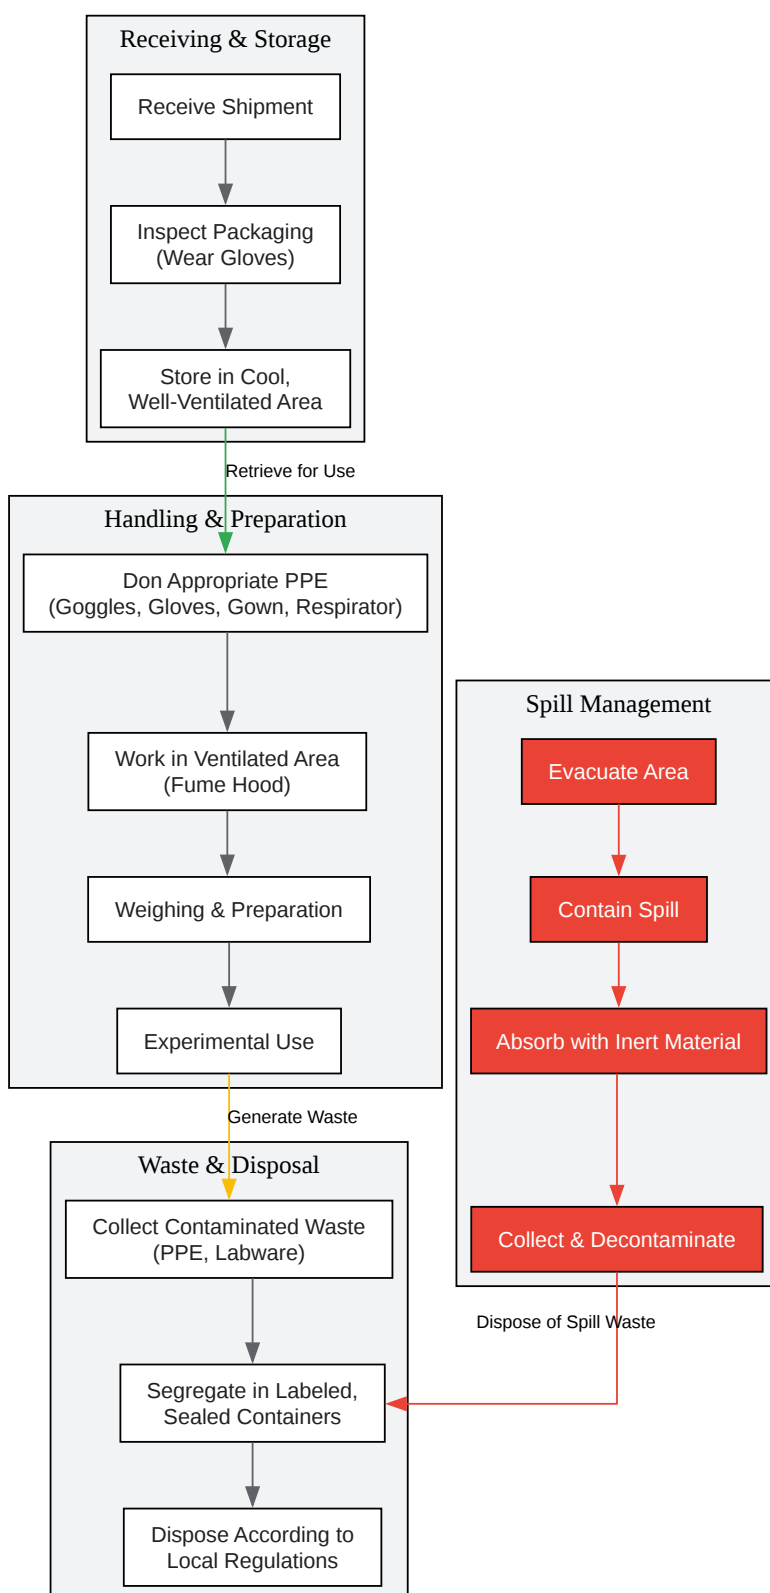 Receiving & Storage
Receive Shipment
Inspect Packaging
(Wear Gloves)
Store in Cool,
Well-Ventilated Area
Retrieve for Use
Handling & Preparation
Don Appropriate PPE
(Goggles, Gloves, Gown, Respirator)
Work in Ventilated Area
(Fume Hood)
Weighing & Preparation
Experimental Use
Generate Waste
Spill Management
Evacuate Area
Contain Spill
Absorb with Inert Material
Collect & Decontaminate
Dispose of Spill Waste
Waste & Disposal
Collect Contaminated Waste
(PPE, Labware)
Segregate in Labeled,
Sealed Containers
Dispose According to
Local Regulations